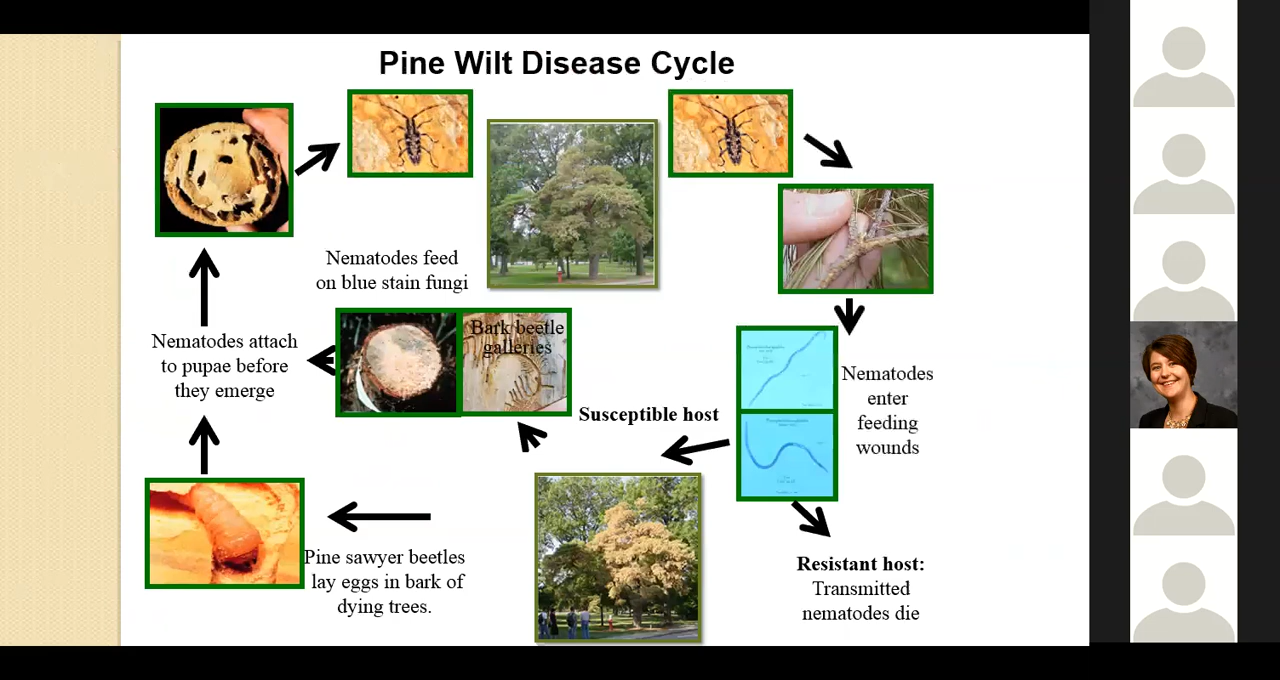 Pine Wilt Disease Cycle
Nematodes feed
on blue stain fungi
Bark beetle
galleries
Nematodes attach
to pupae before
they emerge
Susceptible host
Nematodes
enter
feeding
wounds
Pine sawyer beetles
lay eggs in bark of
dying trees.
Resistant host:
Transmitted
nematodes die